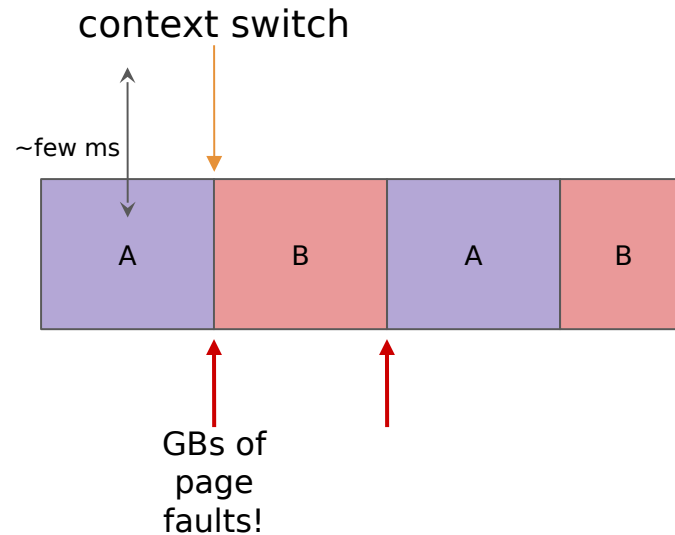 context switch
~few ms
A
B
A
B
GBs of
page
faults!